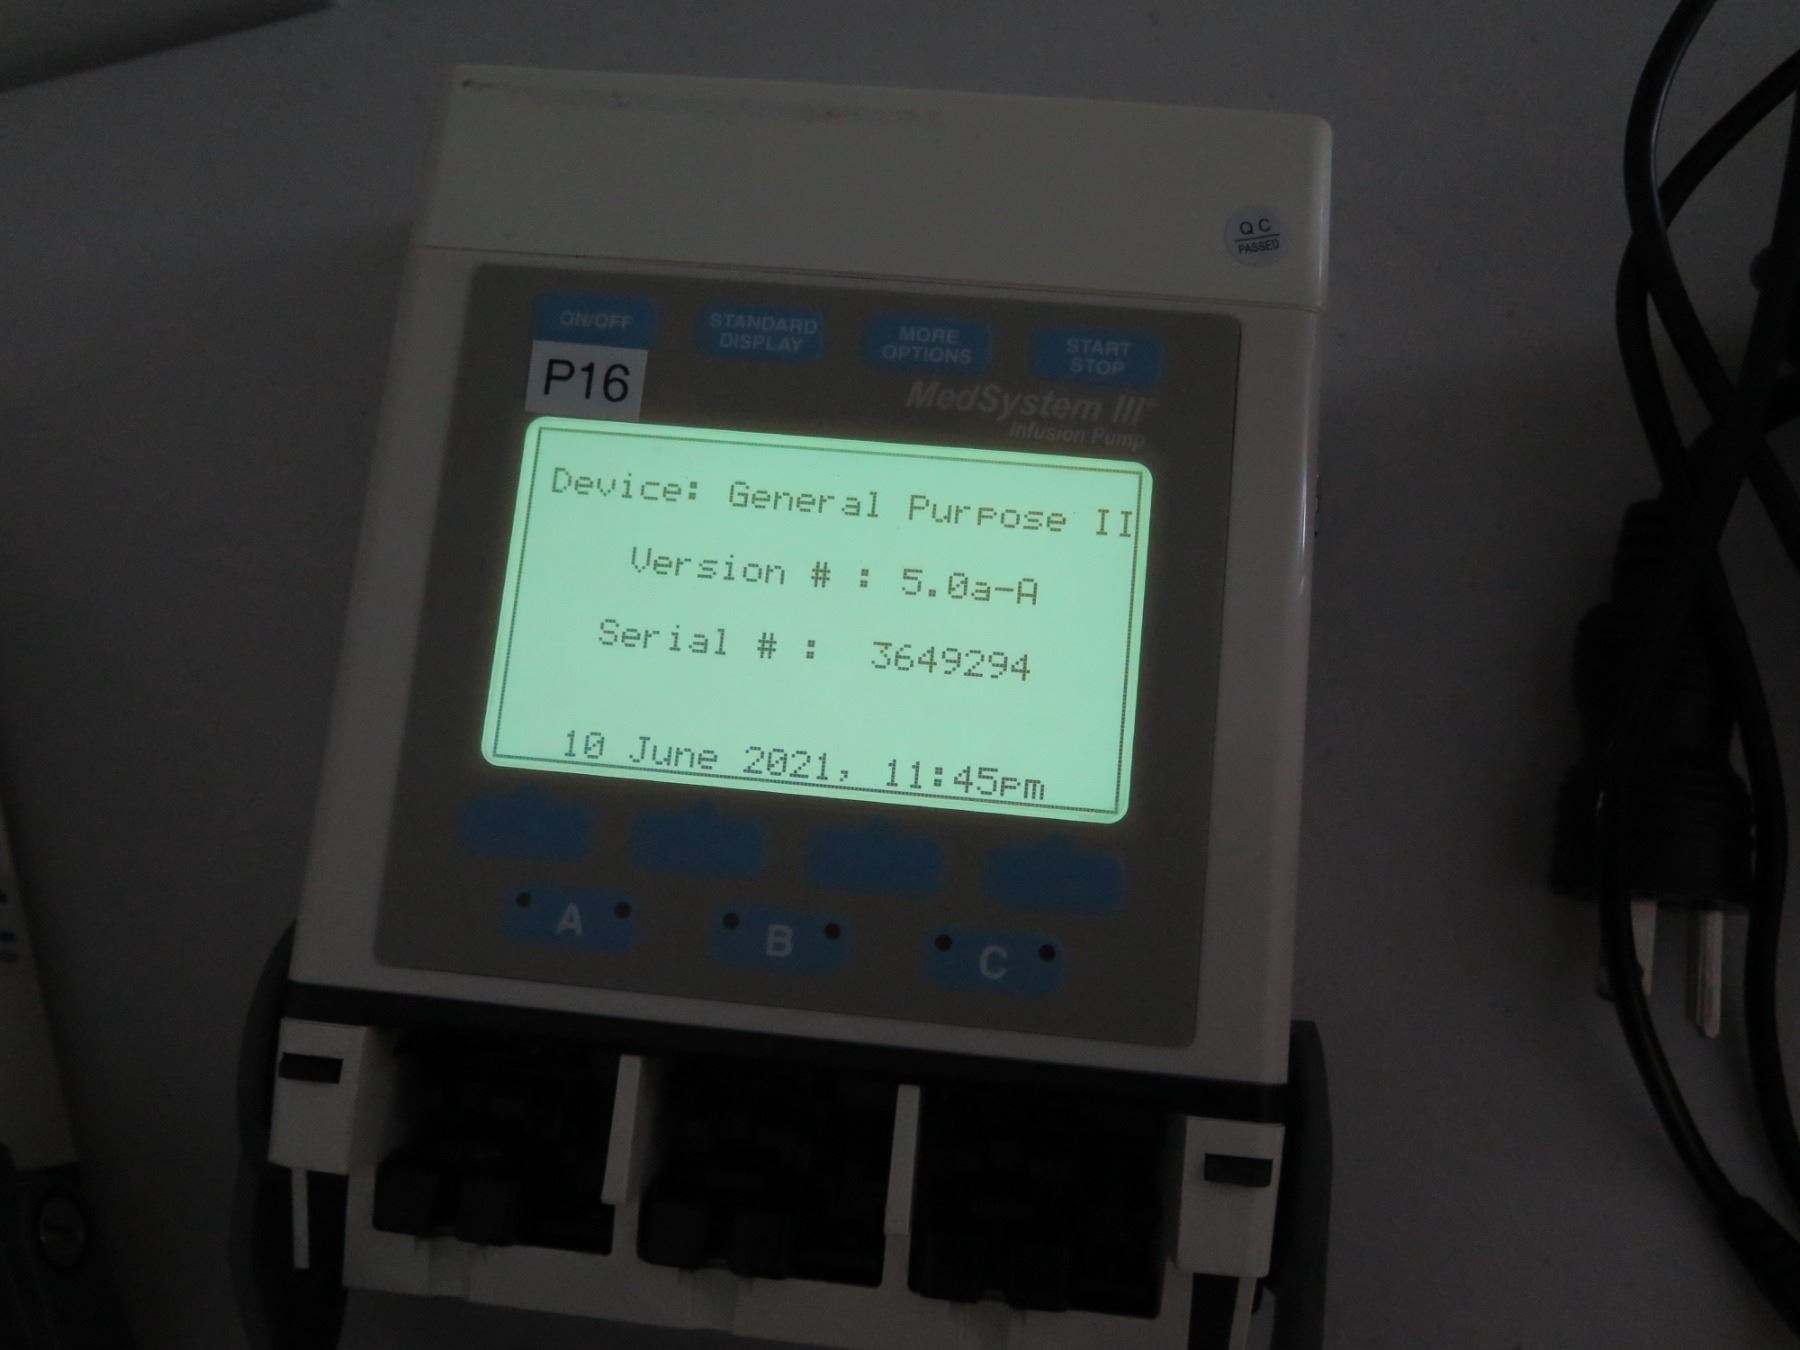 QC
PASSED
ON/OFF
STANDARD
DISPLAY
MORE
OPTIONS
START
STOP
P16
MedSystem III®
Infusion Pump
Device: General Purpose II
Version # : 5.0a-A
Serial # : 3649294
10 June 2021, 11:45pm
A
B
C